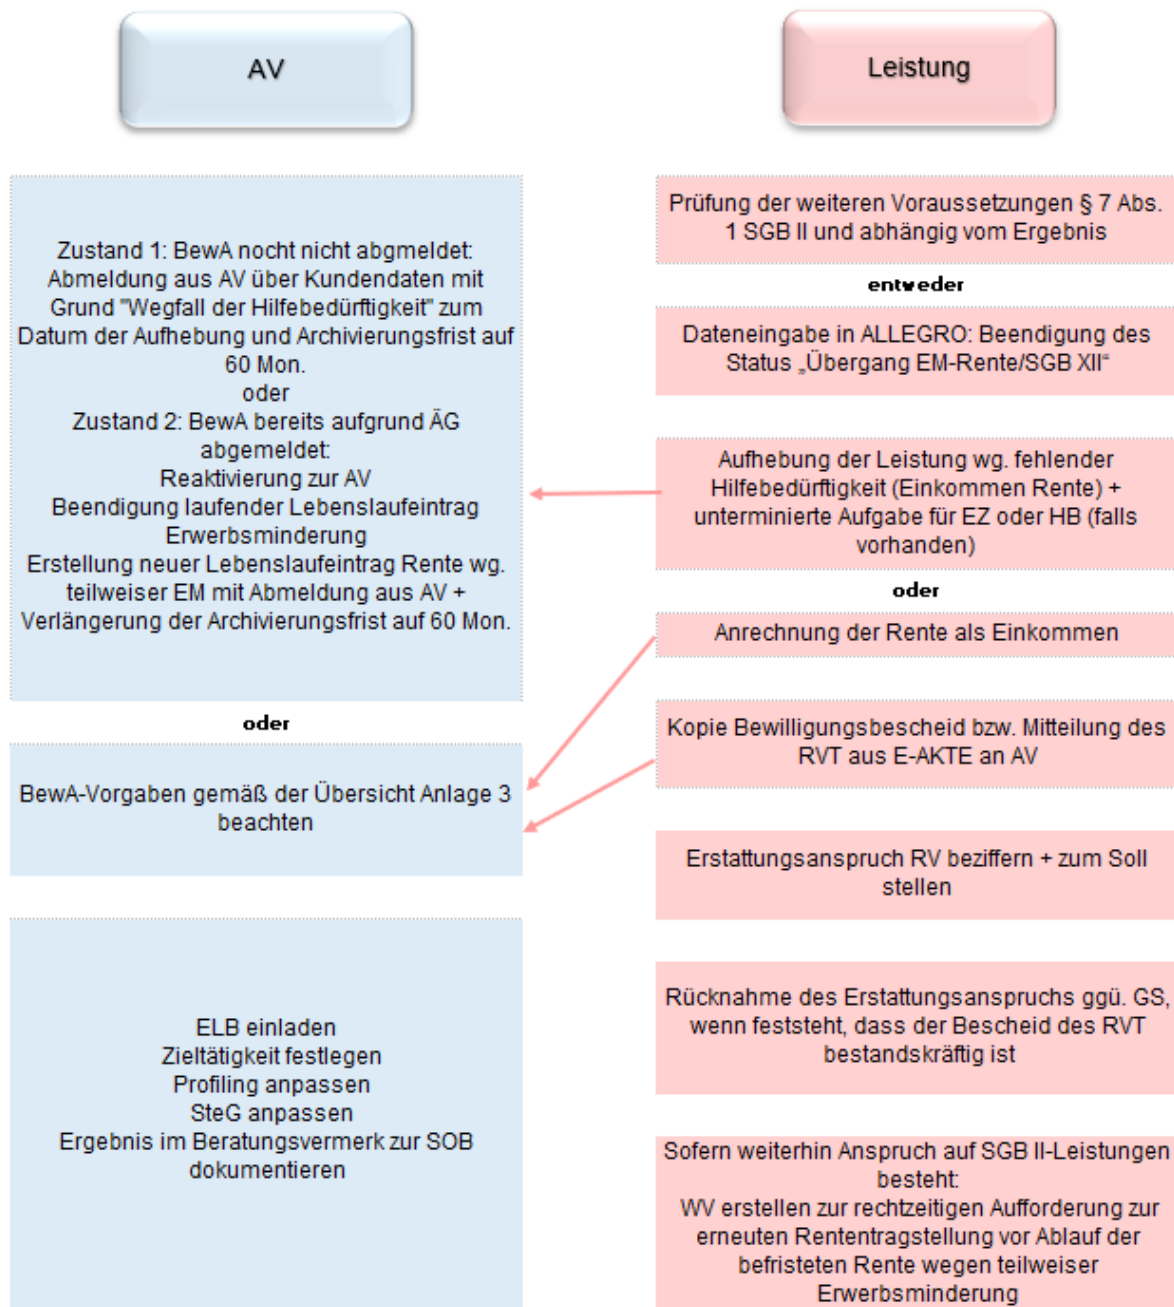 AV
Zustand 1: BewA nocht nicht abgmeldet:
Abmeldung aus AV über Kundendaten mit
Grund "Wegfall der Hilfebedürftigkeit" zum
Datum der Aufhebung und Archivierungsfrist auf
60 Mon.
oder
Zustand 2: BewA bereits aufgrund ÄG
abgemeldet:
Reaktivierung zur AV
Beendigung laufender Lebenslaufeintrag
Erwerbsminderung
Erstellung neuer Lebenslaufeintrag Rente wg.
teilweiser EM mit Abmeldung aus AV +
Verlängerung der Archivierungsfrist auf 60 Mon.
oder
BewA-Vorgaben gemäß der Übersicht Anlage 3
beachten
ELB einladen
Zieltätigkeit festlegen
Profiling anpassen
SteG anpassen
Ergebnis im Beratungsvermerk zur SOB
dokumentieren
Leistung
Prüfung der weiteren Voraussetzungen § 7 Abs.
1 SGB II und abhängig vom Ergebnis
entweder
Dateneingabe in ALLEGRO: Beendigung des
Status „Übergang EM-Rente/SGB XII“
Aufhebung der Leistung wg. fehlender
Hilfebedürftigkeit (Einkommen Rente) +
unterminierte Aufgabe für EZ oder HB (falls
vorhanden)
oder
Anrechnung der Rente als Einkommen
Kopie Bewilligungsbescheid bzw. Mitteilung des
RVT aus E-AKTE an AV
Erstattungsanspruch RV beziffern + zum Soll
stellen
Rücknahme des Erstattungsanspruchs ggü. GS,
wenn feststeht, dass der Bescheid des RVT
bestandskräftig ist
Sofern weiterhin Anspruch auf SGB II-Leistungen
besteht:
WV erstellen zur rechtzeitigen Aufforderung zur
erneuten Rententragstellung vor Ablauf der
befristeten Rente wegen teilweiser
Erwerbsminderung